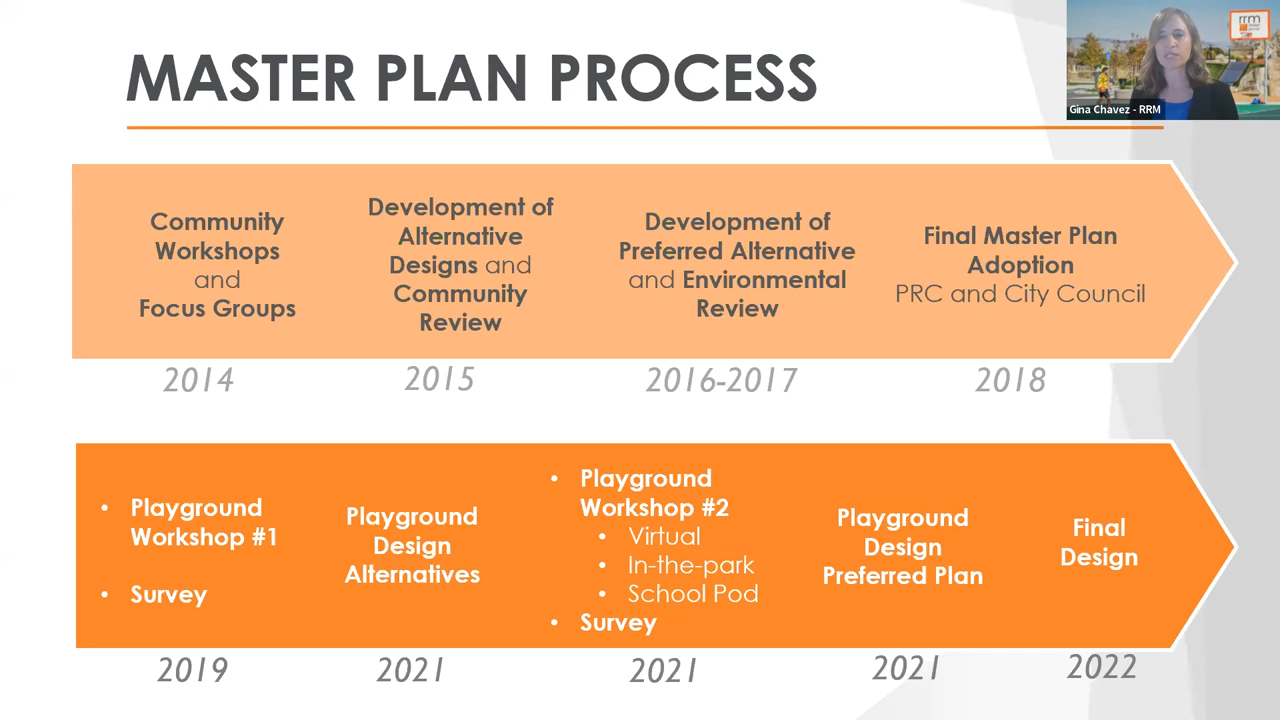 MASTER PLAN PROCESS
rrm
Gina Chavez - RRM
Community
Workshops
and
Focus Groups
Development of
Alternative
Designs and
Community
Review
Development of
Preferred Alternative
and Environmental
Review
Final Master Plan
Adoption
PRC and City Council
2014
2015
2016-2017
2018
• Playground
Workshop #1
• Survey
Playground
Design
Alternatives
• Playground
Workshop #2
• Virtual
• In-the-park
• School Pod
• Survey
Playground
Design
Preferred Plan
Final
Design
2019
2021
2021
2021
2022